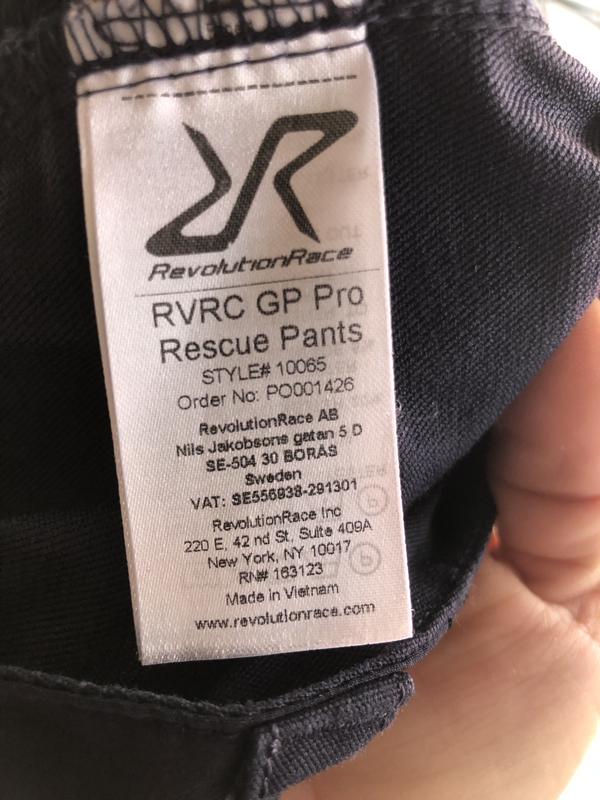 RevolutionRace
RVRC GP Pro
Rescue Pants
STYLE# 10065
Order No: PO001426
RevolutionRace AB
Nils Jakobsons gatan 5 D
SE-504 30 BORÅS
Sweden
VAT: SE556938-291301
RevolutionRace Inc
220 E. 42 nd St, Suite 409A
New York, NY 10017
RN# 163123
Made in Vietnam
www.revolutionrace.com